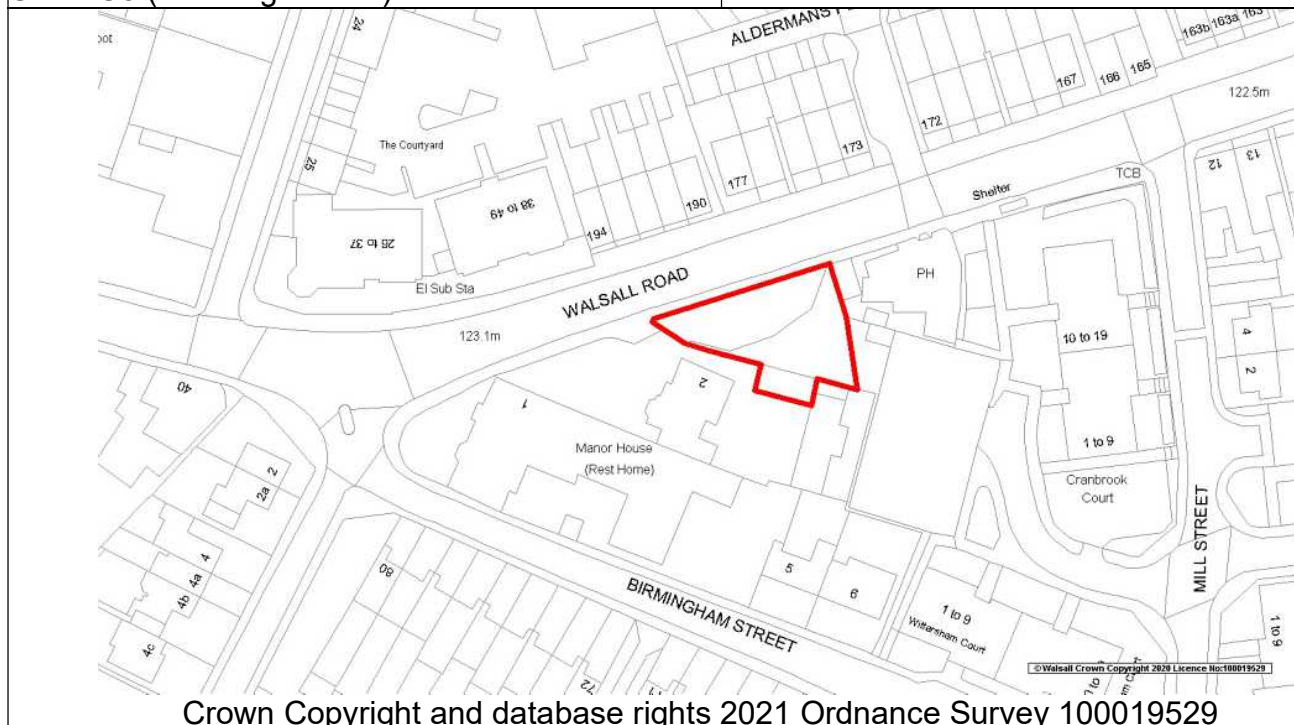 ALDERMANS
163b 163a 163
24
167 166 165
122.5m
172
The Courtyard
25
173
177
190
194
38 to 49
26 to 37
El Sub Sta
Shelter
TCB
12 13
WALSALL ROAD
PH
123.1m
10 to 19
4
2
2
40
1
Manor House
(Rest Home)
1 to 9
Cranbrook
Court
2
2a
4
4a
4b
4c
80
5
6
MILL STREET
BIRMINGHAM STREET
1 to 9
Wittersham Court
1 to 9
72
71
©Walsall Crown Copyright 2020 Licence No:100019529
Crown Copyright and database rights 2021 Ordnance Survey 100019529